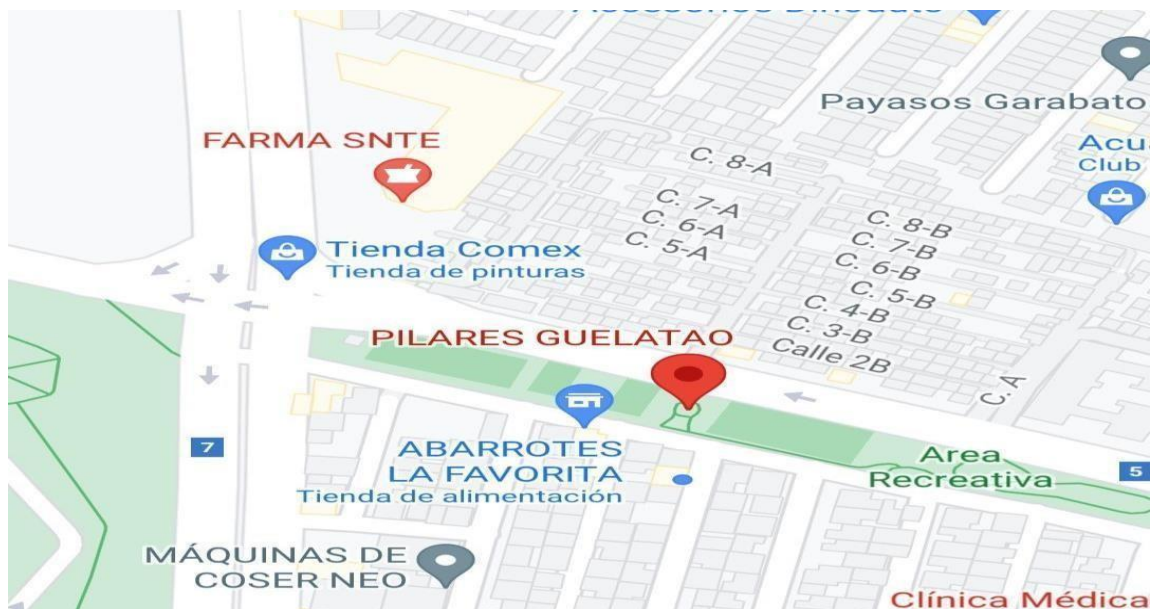 Payasos Garabato
FARMA SNTE
Club
C. 8-A
C. 7-A
C. 6-A
C. 5-A
C. 8-B
C. 7-B
C. 6-B
C. 5-B
C. 4-B
C. 3-B
Calle 2B
Tienda Comex
Tienda de pinturas
PILARES GUELATAO
C. A
7
ABARROTES
LA FAVORITA
Tienda de alimentación
Area
Recreativa
5
MÁQUINAS DE
COSER NEO
Clínica Médica